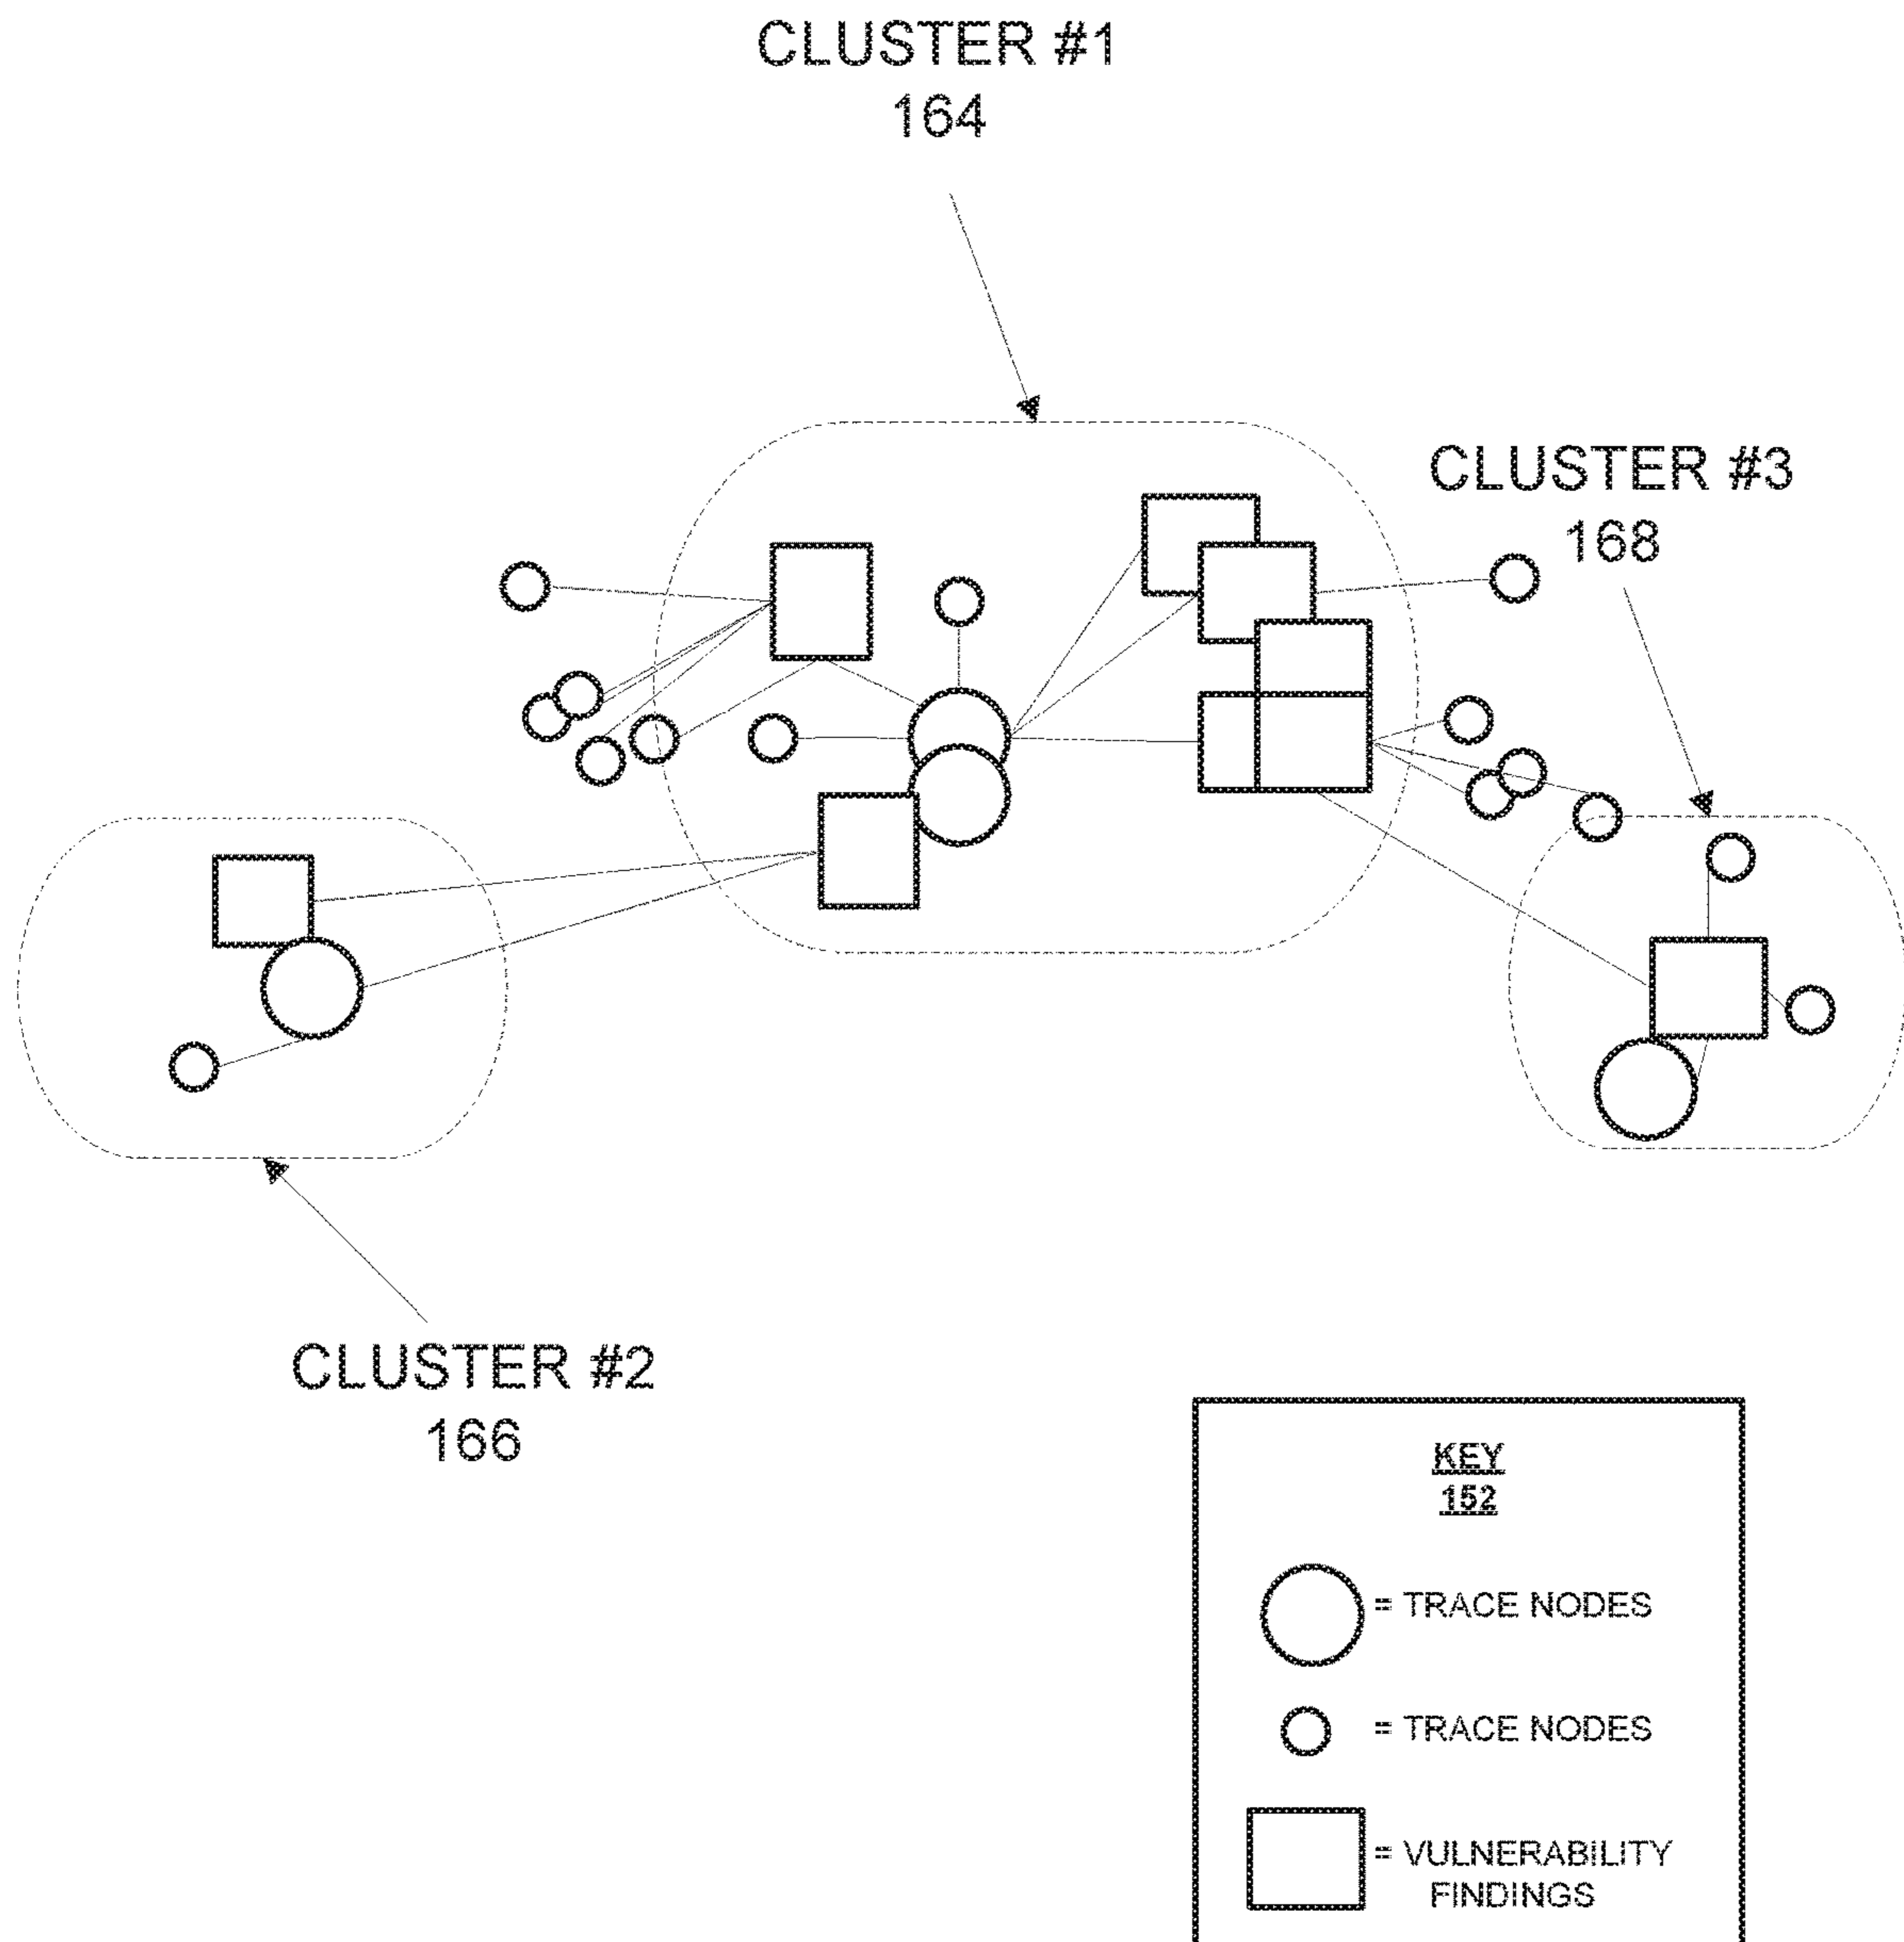 CLUSTER #1
164
CLUSTER #3
168
CLUSTER #2
166
KEY
152
= TRACE NODES
= TRACE NODES
= VULNERABILITY
FINDINGS